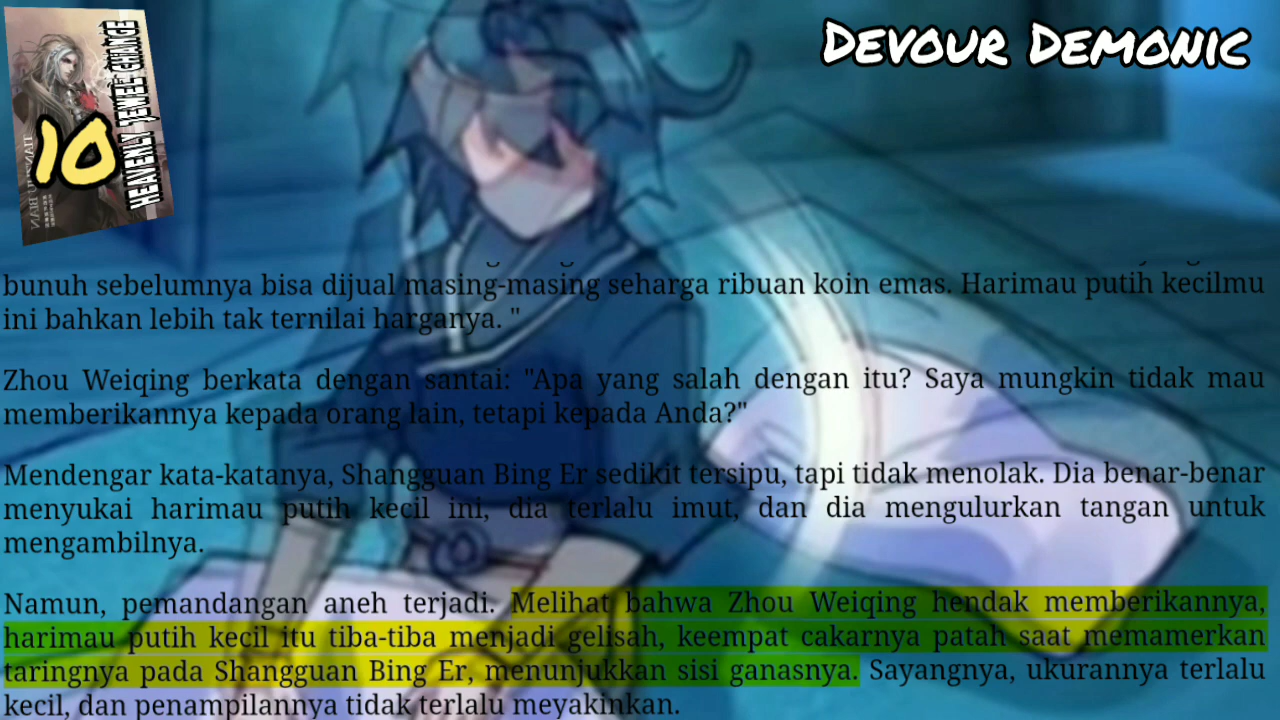 DEVOUR DEMONIC
HEAVENLY JEWEL CHANGE
10
bunuh sebelumnya bisa dijual masing-masing seharga ribuan koin emas. Harimau putih kecilmu
ini bahkan lebih tak ternilai harganya. "
Zhou Weiqing berkata dengan santai: "Apa yang salah dengan itu? Saya mungkin tidak mau
memberikannya kepada orang lain, tetapi kepada Anda?"
Mendengar kata-katanya, Shangguan Bing Er sedikit tersipu, tapi tidak menolak. Dia benar-benar
menyukai harimau putih kecil ini, dia terlalu imut, dan dia mengulurkan tangan untuk
mengambilnya.
Namun, pemandangan aneh terjadi. Melihat bahwa Zhou Weiqing hendak memberikannya,
harimau putih kecil itu tiba-tiba menjadi gelisah, keempat cakarnya patah saat memamerkan
taringnya pada Shangguan Bing Er, menunjukkan sisi ganasnya. Sayangnya, ukurannya terlalu
kecil, dan penampilannya tidak terlalu meyakinkan.